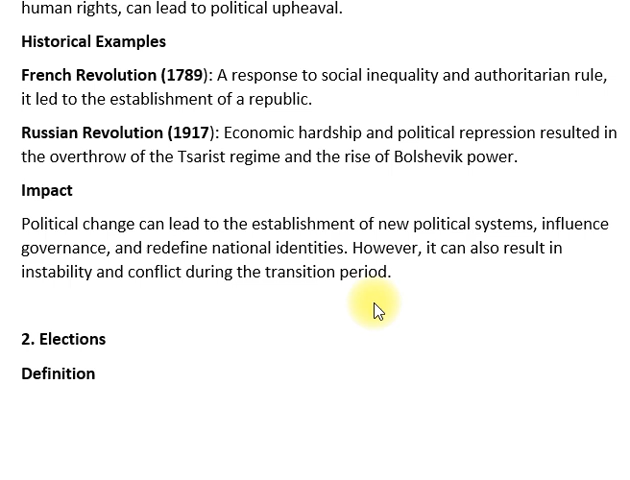 human rights, can lead to political upheaval.
Historical Examples
French Revolution (1789): A response to social inequality and authoritarian rule,
it led to the establishment of a republic.
Russian Revolution (1917): Economic hardship and political repression resulted in
the overthrow of the Tsarist regime and the rise of Bolshevik power.
Impact
Political change can lead to the establishment of new political systems, influence
governance, and redefine national identities. However, it can also result in
instability and conflict during the transition period.
2. Elections
Definition